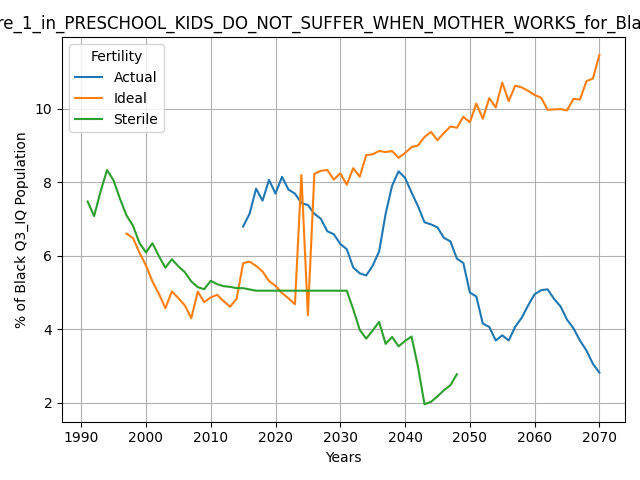 re_1_in_PRESCHOOL_KIDS_DO_NOT_SUFFER_WHEN_MOTHER_WORKS_for_Bla
Fertility
Actual
Ideal
Sterile
% of Black Q3_IQ Population
10
8
6
4
2
1990 2000 2010 2020 2030 2040 2050 2060 2070
Years